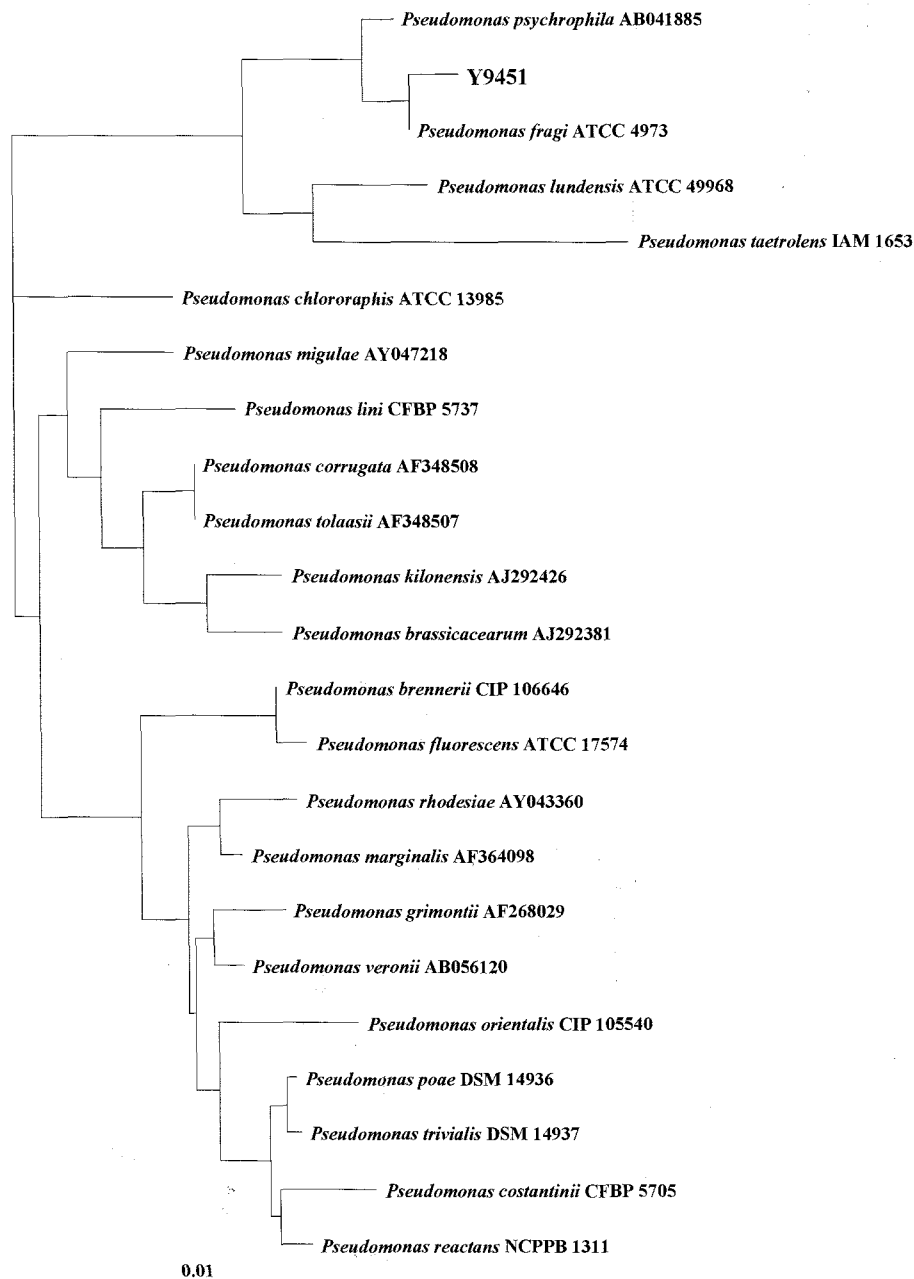 Pseudomonas psychrophila AB041885
Y9451
Pseudomonas fragi ATCC 4973
Pseudomonas lundensis ATCC 49968
Pseudomonas taetrolens IAM 1653
Pseudomonas chlororaphis ATCC 13985
Pseudomonas migulae AY047218
Pseudomonas lini CFBP 5737
Pseudomonas corrugata AF348508
Pseudomonas tolaasii AF348507
Pseudomonas kilonensis AJ292426
Pseudomonas brassicacearum AJ292381
Pseudomonas brennerii CIP 106646
Pseudomonas fluorescens ATCC 17574
Pseudomonas rhodesiae AY043360
Pseudomonas marginalis AF364098
Pseudomonas grimontii AF268029
Pseudomonas veronii AB056120
Pseudomonas orientalis CIP 105540
Pseudomonas poae DSM 14936
Pseudomonas trivialis DSM 14937
Pseudomonas costantinii CFBP 5705
Pseudomonas reactans NCPPB 1311
0.01